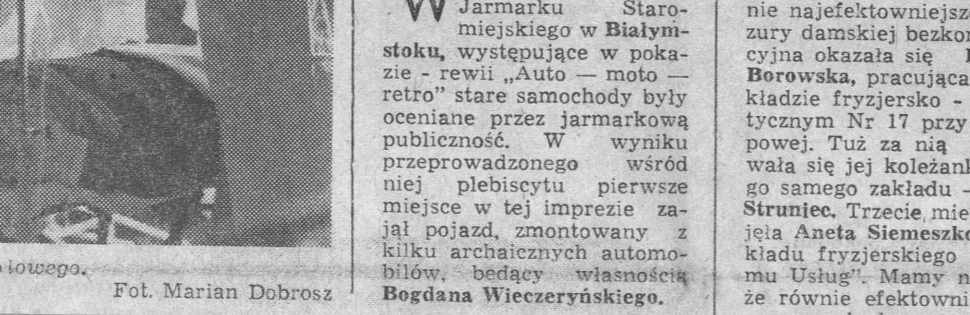 iowego.
Fot. Marian Dobrosz
W Jarmarku Staro-
miejskiego w Białym-
stoku, występujące w poka-
zie - rewii „Auto — moto —
retro” stare samochody były
oceniane przez jarmarkową
publiczność. W wyniku
przeprowadzonego wśród
niej plebiscytu pierwsze
miejsce w tej imprezie za-
jął pojazd, zmontowany z
kilku archaicznych automo-
bilów, będący własnością
Bogdana Wieczeryńskiego.
nie najefektowniejsz
zury damskiej bezkon
cyjna okazała się
Borowska, pracująca
kładzie fryzjersko -
tycznym Nr 17 przy
powej. Tuż za nią
wała się jej koleżank
go samego zakładu -
Struniec. Trzecie mie
jęła Aneta Siemeszko
kładu fryzjerskiego
mu Usług”. Mamy n
że równie efektowni